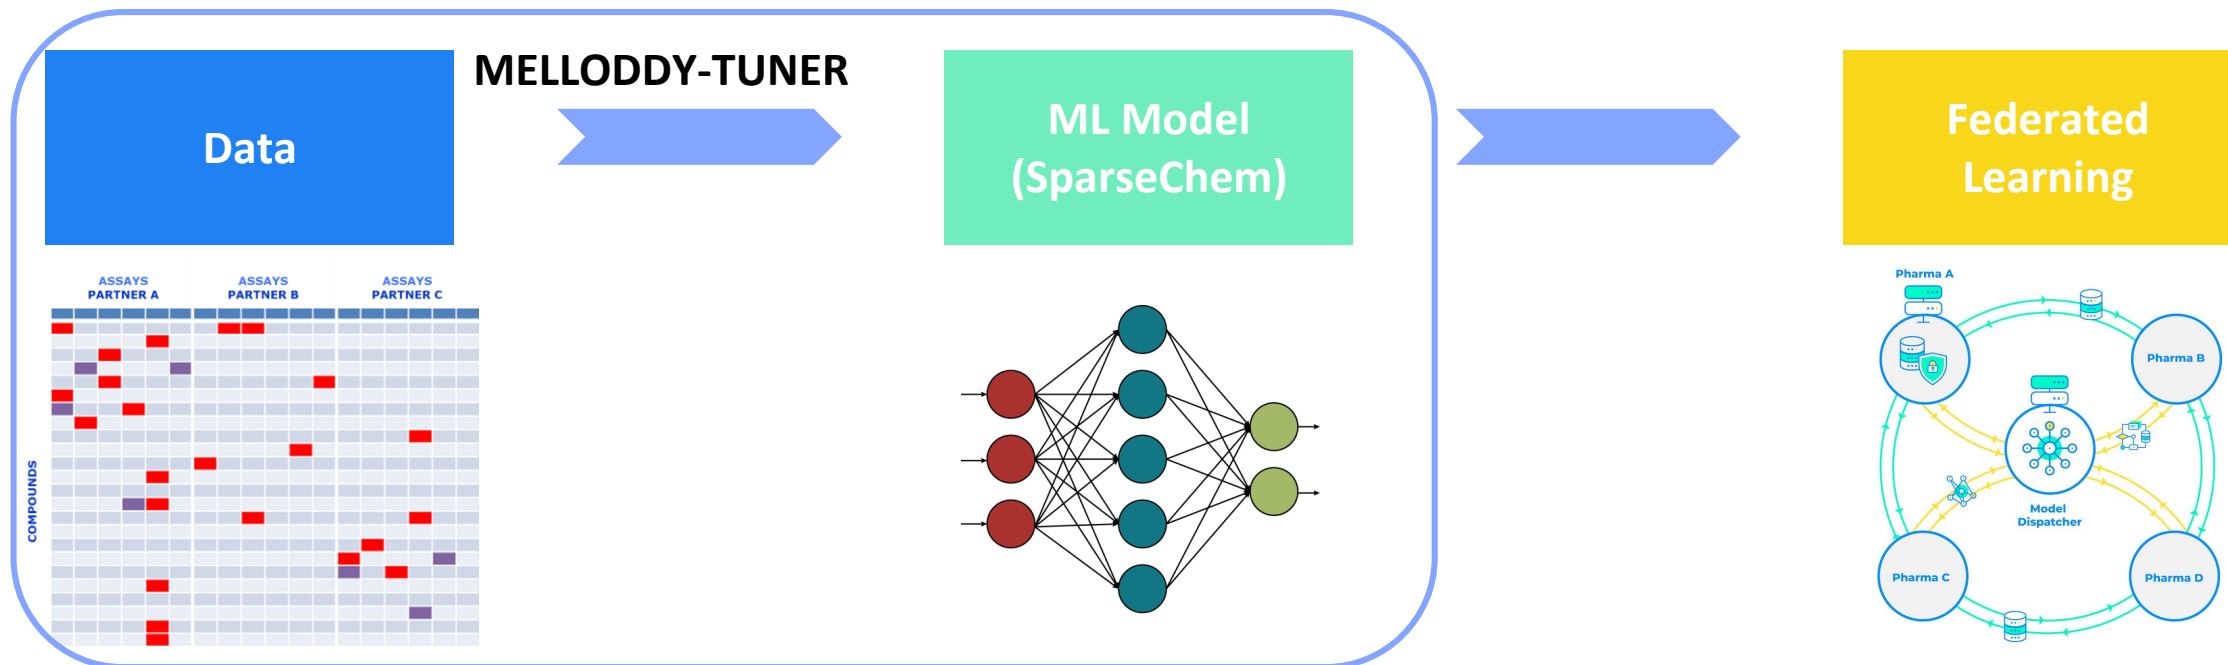 MELLODDY-TUNER
Data
ML Model
(SparseChem)
Federated
Learning
ASSAYS
PARTNER A
ASSAYS
PARTNER B
ASSAYS
PARTNER C
COMPOUNDS
Pharma A
Pharma B
Model
Dispatcher
Pharma C
Pharma D